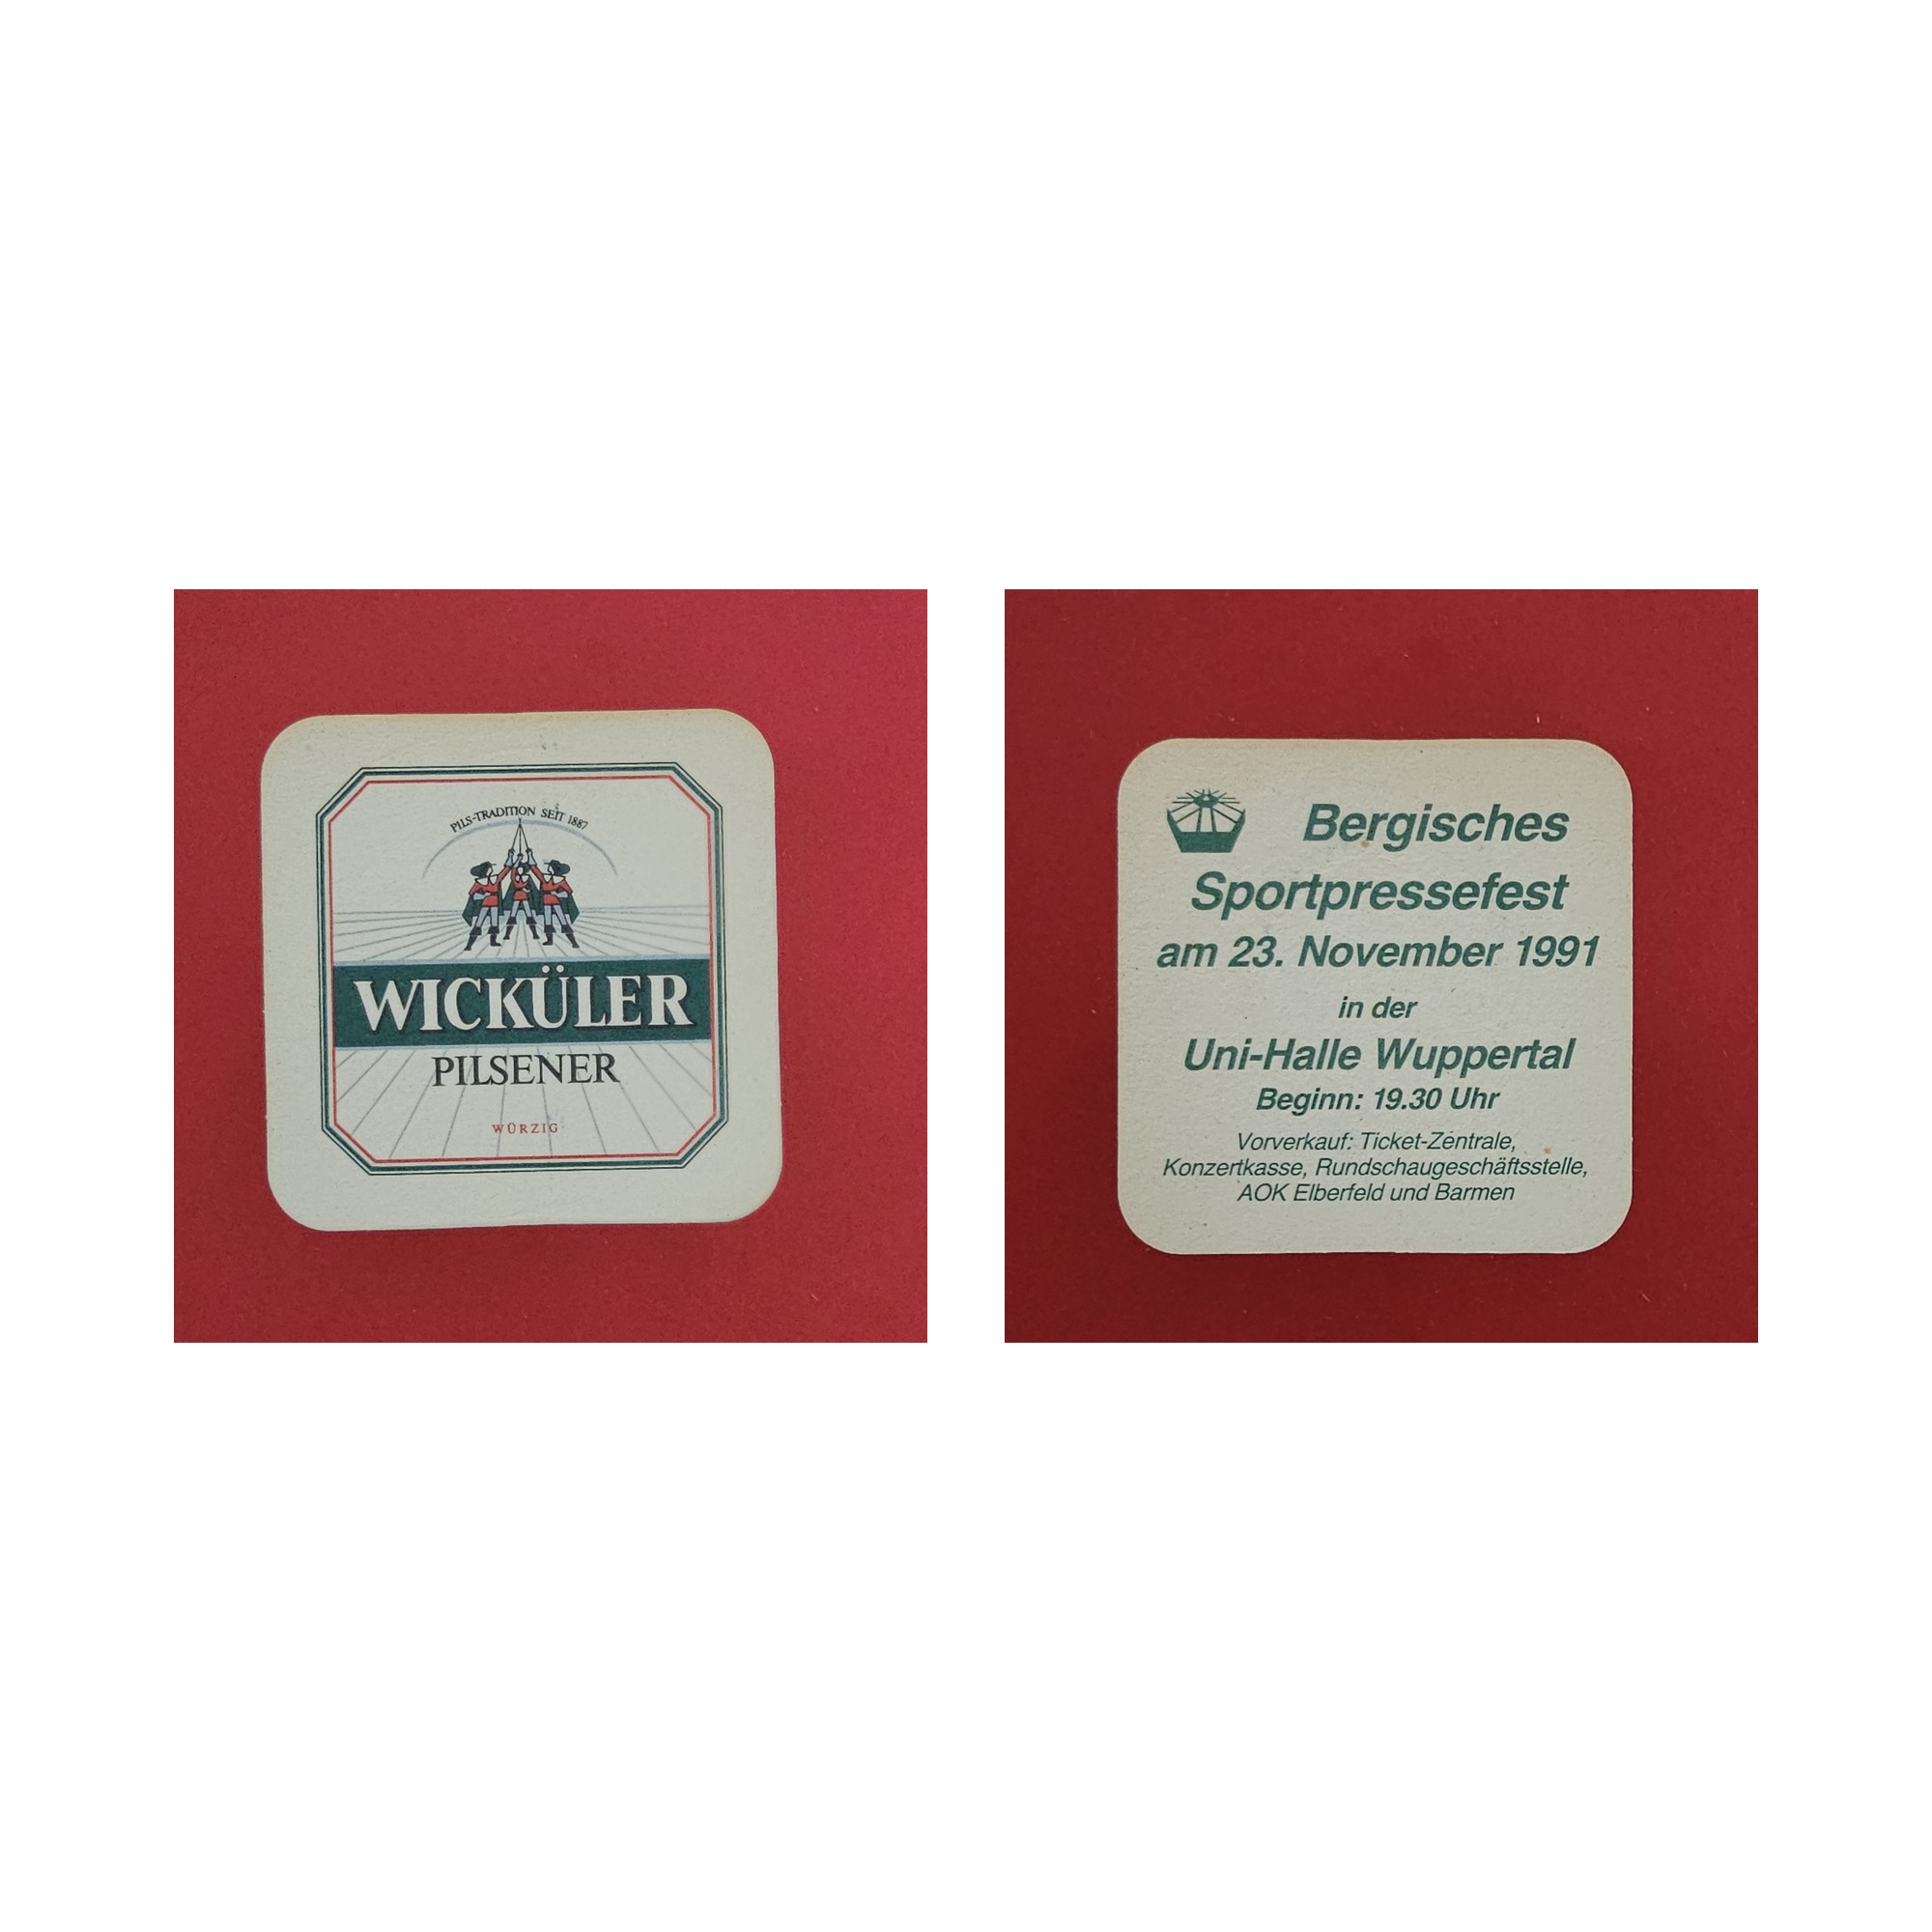 PILS-TRADITION SEIT 1887
WICKÜLER
PILSENER
WÜRZIG
Bergisches
Sportpressefest
am 23. November 1991
in der
Uni-Halle Wuppertal
Beginn: 19.30 Uhr
Vorverkauf: Ticket-Zentrale,
Konzertkasse, Rundschaugeschäftsstelle,
AOK Elberfeld und Barmen